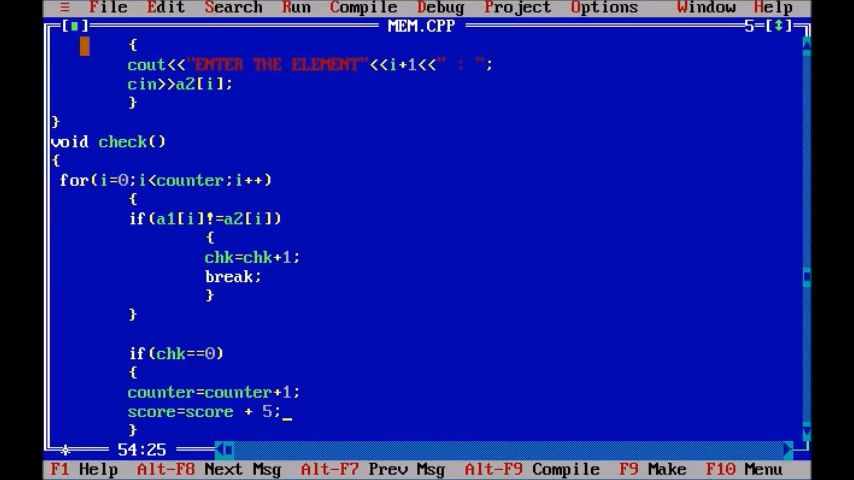 ≡ File Edit Search Run Compile Debug Project Options Window Help
[■] MEM.CPP 5=[↕]
{
cout<<"ENTER THE ELEMENT"<<i+1<<" : ";
cin>>a2[i];
}
}
void check()
{
for(i=0;i<counter;i++)
{
if(a1[i]!=a2[i])
{
chk=chk+1;
break;
}
}
if(chk==0)
{
counter=counter+1;
score=score + 5;_
}
54:25
F1 Help Alt-F8 Next Msg Alt-F7 Prev Msg Alt-F9 Compile F9 Make F10 Menu